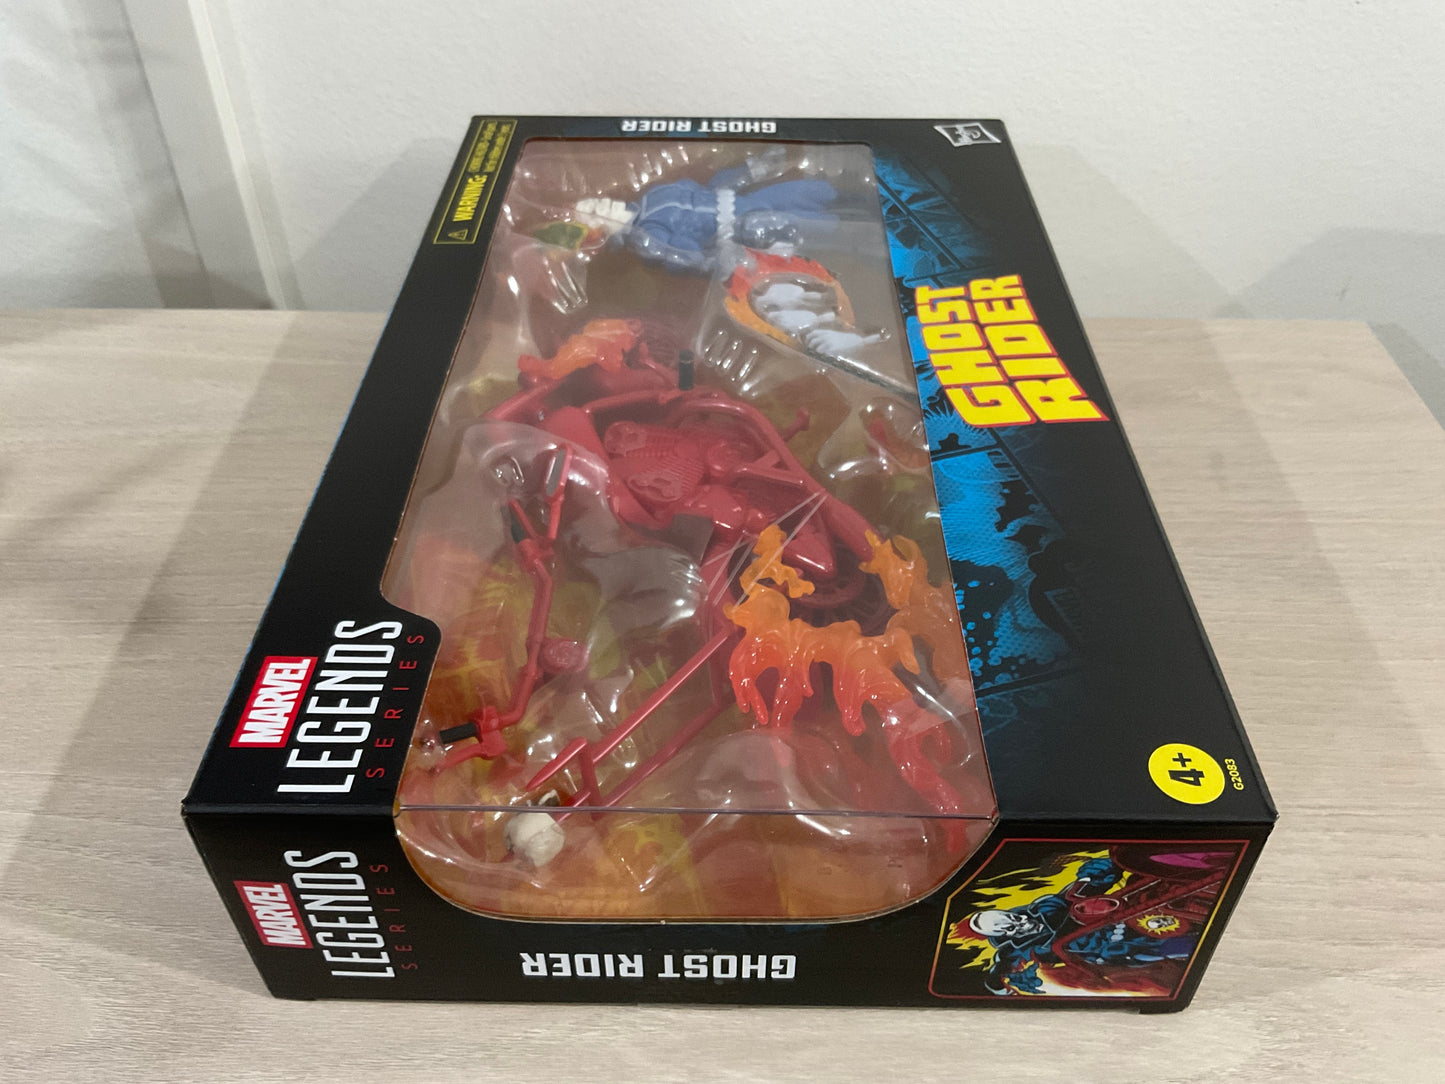 GHOST RIDER
WARNING:
GHOST
RIDER
MARVEL
LEGENDS
SERIES
4+
G2083
MARVEL
LEGENDS
SERIES
GHOST RIDER